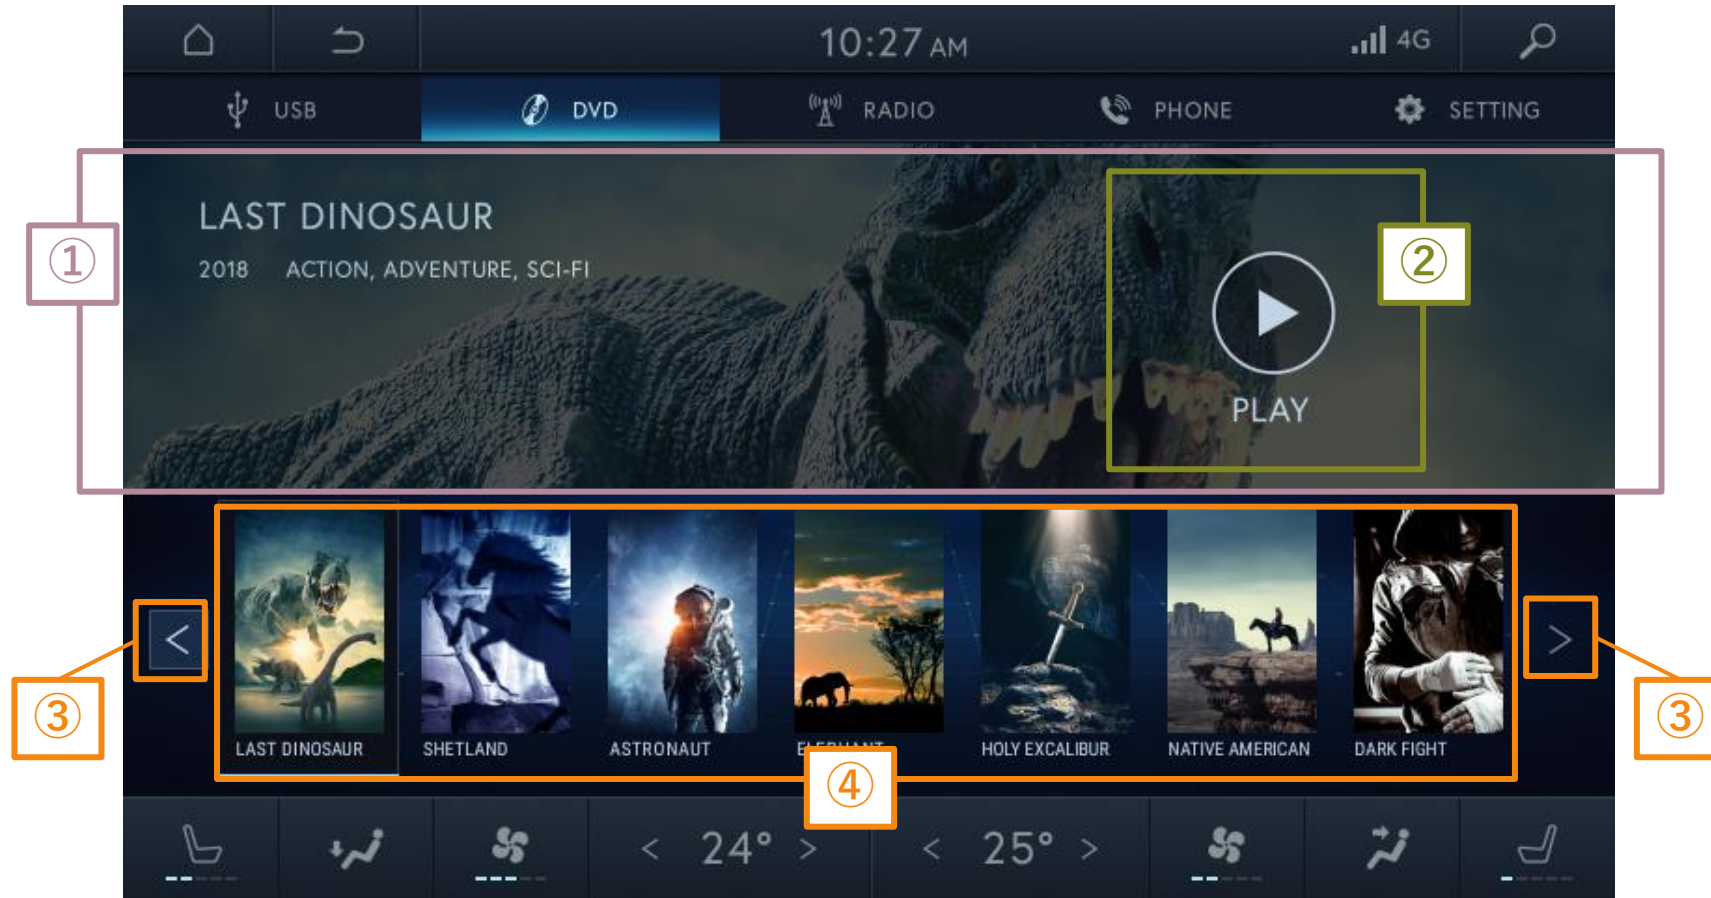 10:27 AM
4G
USB
DVD
RADIO
PHONE
SETTING
LAST DINOSAUR
①
②
2018 ACTION, ADVENTURE, SCI-FI
PLAY
<
>
③
③
LAST DINOSAUR
SHETLAND
ASTRONAUT
ELEPHANT
HOLY EXCALIBUR
NATIVE AMERICAN
DARK FIGHT
④
< 24° >
< 25° >